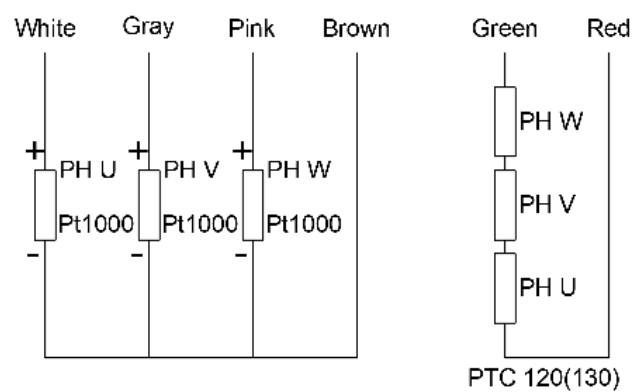 White Gray Pink Brown Green Red
+ PH U + PH V + PH W
Pt1000 Pt1000 Pt1000
- - -
PH W
PH V
PH U
PTC 120(130)